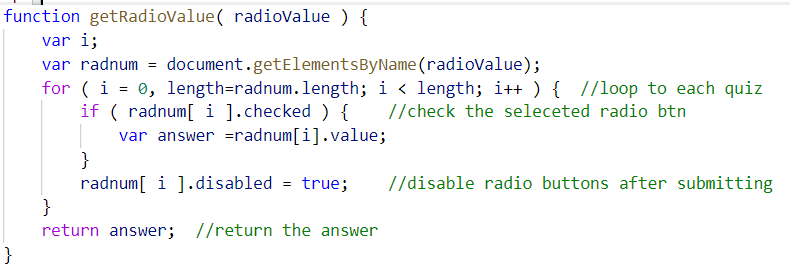 function getRadioValue( radioValue ) {
    var i;
    var radnum = document.getElementsByName(radioValue);
    for ( i = 0, length=radnum.length; i < length; i++ ) {  //loop to each quiz
        if ( radnum[ i ].checked ) {    //check the seleceted radio btn
            var answer =radnum[i].value;
        }
        radnum[ i ].disabled = true;    //disable radio buttons after submitting
    }
    return answer;  //return the answer
}